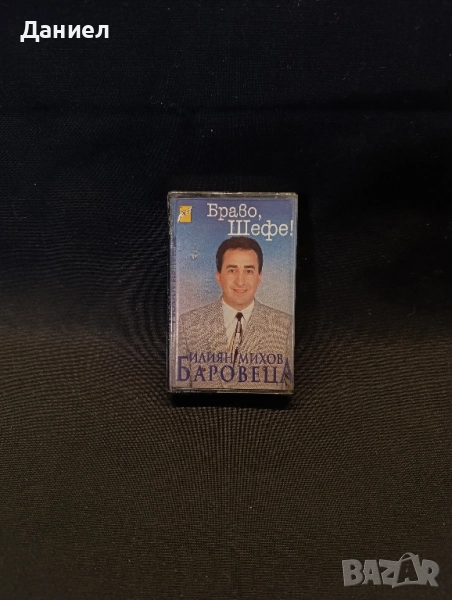 Даниел
Браво,
Шефе!
ИЛИЯН МИХОВ
БАРОВЕЦА
BAZAR